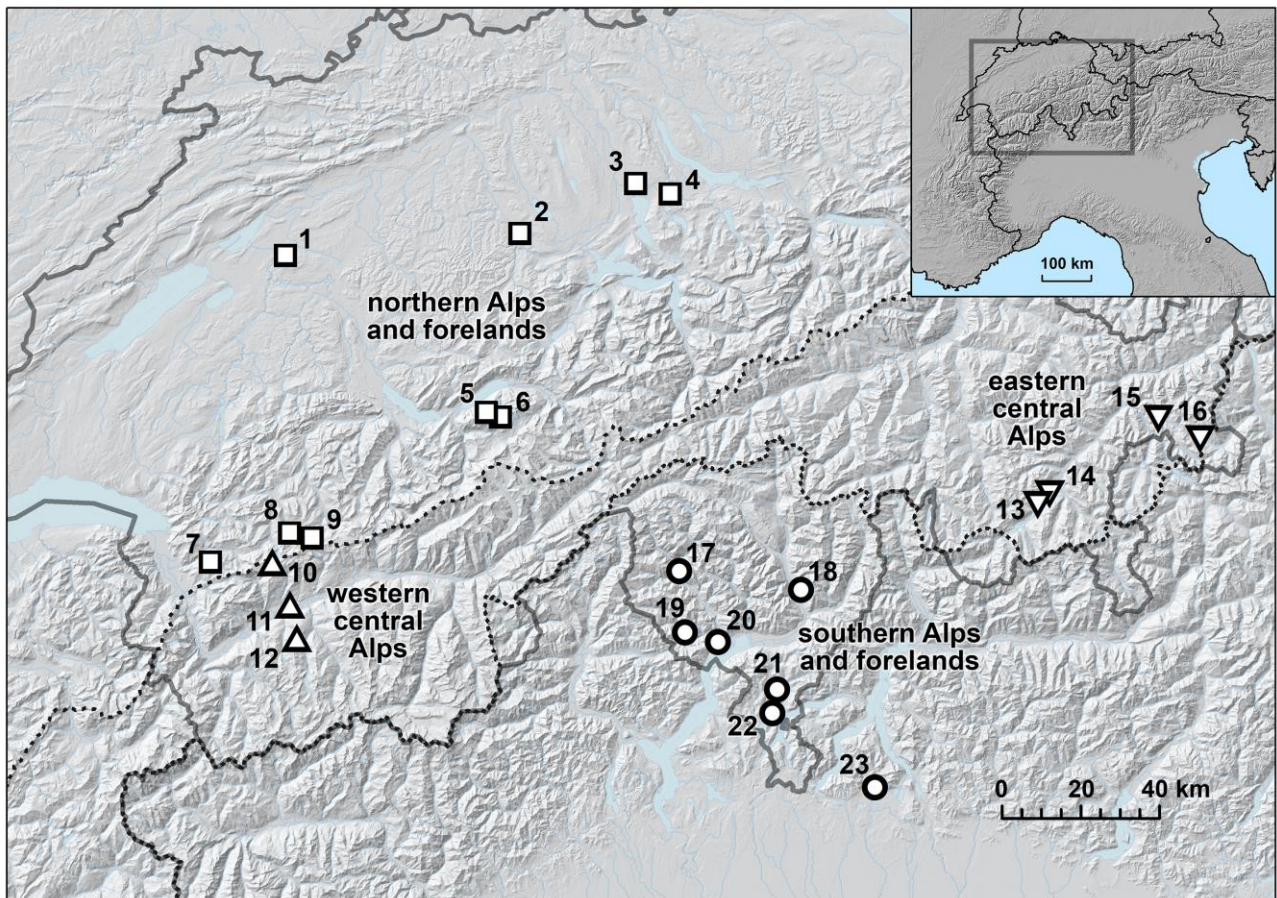 100 km
3
4
2
1
northern Alps
and forelands
eastern
central
Alps
15
16
5
6
14
13
8
9
7
10
17
18
western
central
Alps
11
12
19
20
southern Alps
and forelands
21
22
23
0 20 40 km